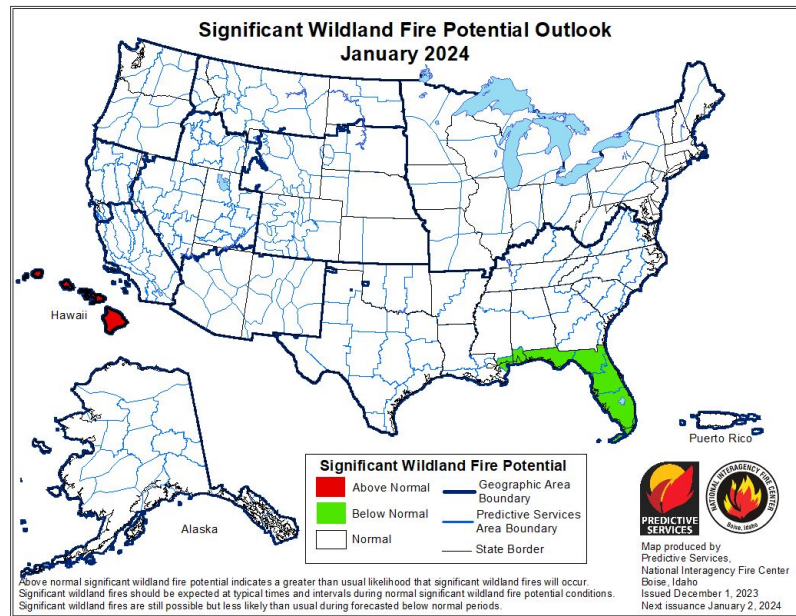 Significant Wildland Fire Potential Outlook
January 2024
Hawaii
Alaska
Puerto Rico
Significant Wildland Fire Potential
Above Normal
Below Normal
Normal
Geographic Area
Boundary
Predictive Services
Area Boundary
State Border
PREDICTIVE
SERVICES
NATIONAL INTERAGENCY FIRE CENTER
Boise, Idaho
Map produced by
Predictive Services,
National Interagency Fire Center
Boise, Idaho
Issued December 1, 2023
Next issuance January 2, 2024
Above normal significant wildland fire potential indicates a greater than usual likelihood that significant wildland fires will occur.
Significant wildland fires should be expected at typical times and intervals during normal significant wildland fire potential conditions.
Significant wildland fires are still possible but less likely than usual during forecasted below normal periods.